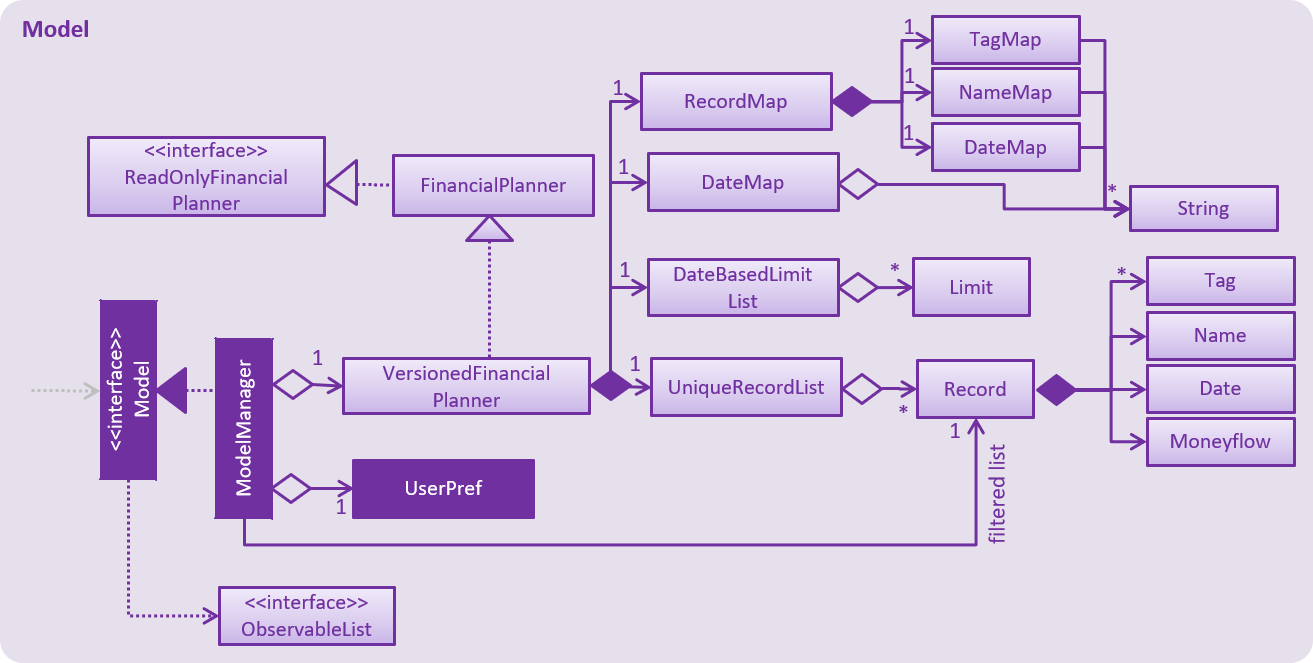 Model
1
TagMap
1
NameMap
1
DateMap
1
RecordMap
<<interface>>
ReadOnlyFinancial
Planner
FinancialPlanner
1
DateMap
*
String
1
DateBasedLimit
List
*
Limit
*
Tag
Name
Date
Moneyflow
<<interface>>
Model
ModelManager
1
VersionedFinancial
Planner
1
UniqueRecordList
*
Record
1
filtered list
1
UserPref
<<interface>>
ObservableList